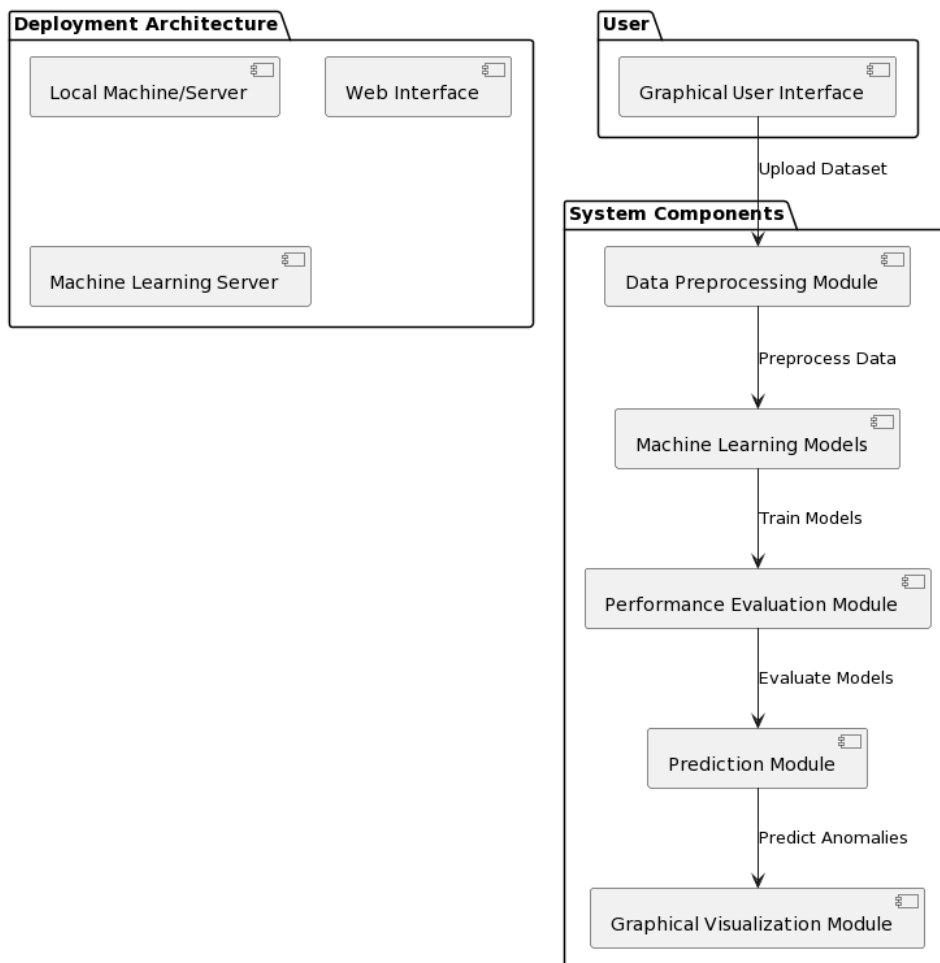 Deployment Architecture
Local Machine/Server
Web Interface
Machine Learning Server
User
Graphical User Interface
Upload Dataset
System Components
Data Preprocessing Module
Preprocess Data
Machine Learning Models
Train Models
Performance Evaluation Module
Evaluate Models
Prediction Module
Predict Anomalies
Graphical Visualization Module